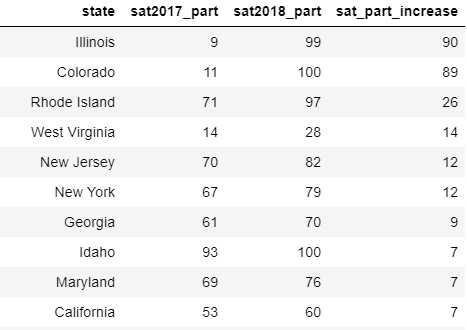 state sat2017_part sat2018_part sat_part_increase
Illinois 9 99 90
Colorado 11 100 89
Rhode Island 71 97 26
West Virginia 14 28 14
New Jersey 70 82 12
New York 67 79 12
Georgia 61 70 9
Idaho 93 100 7
Maryland 69 76 7
California 53 60 7